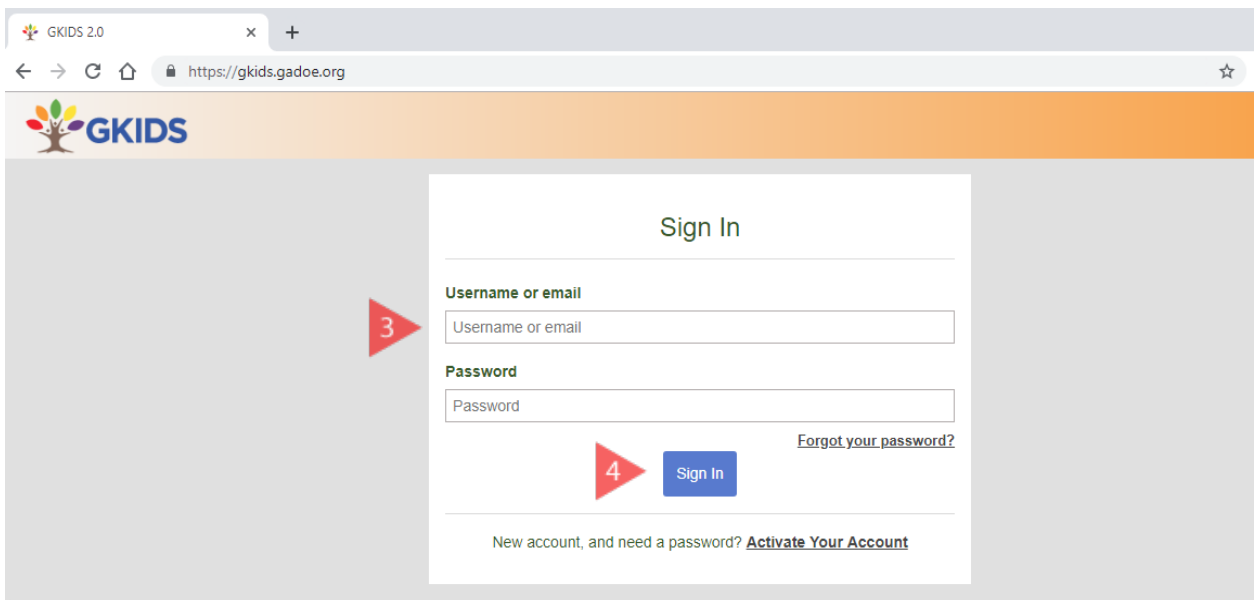 GKIDS 2.0
https://gkids.gadoe.org
GKIDS
Sign In
Username or email
3
Username or email
Password
Password
Forgot your password?
4
Sign In
New account, and need a password? Activate Your Account